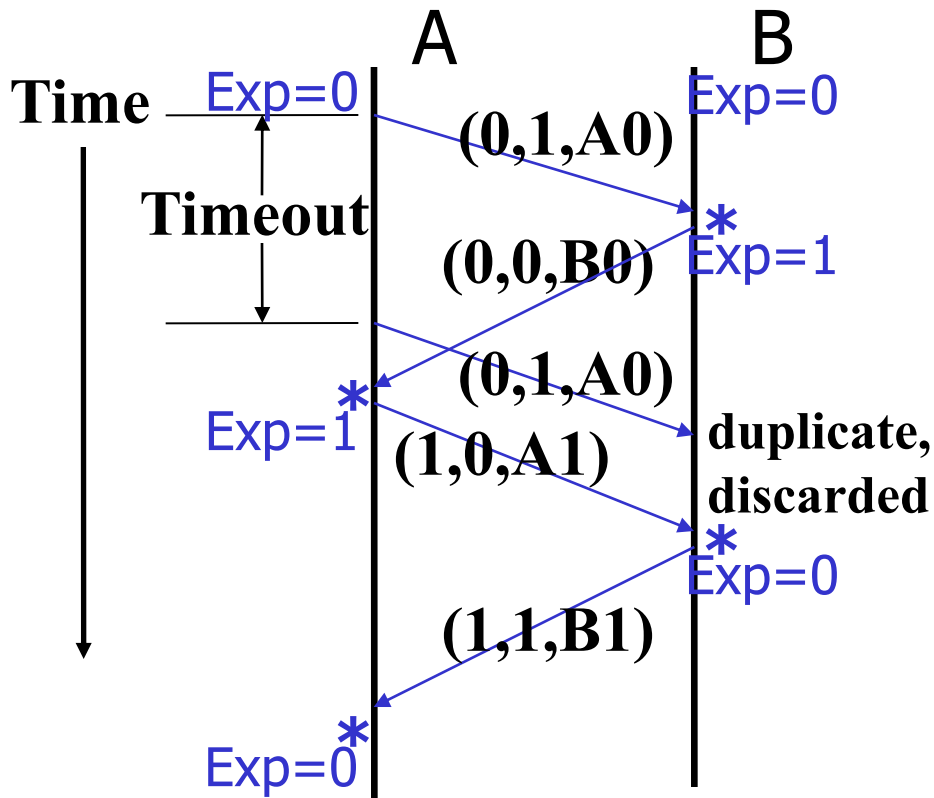 A
B
Exp=0
Exp=0
Time
(0,1,A0)
Timeout
*
(0,0,B0)
Exp=1
(0,1,A0)
*
Exp=1
duplicate,
(1,0,A1)
discarded
*
Exp=0
(1,1,B1)
*
Exp=0